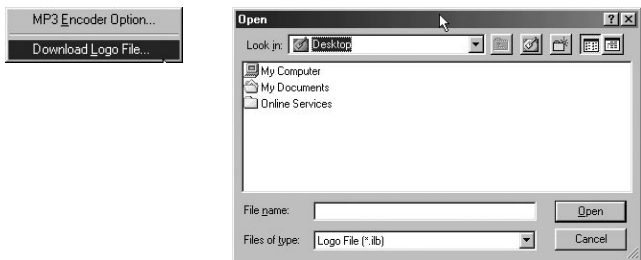 MP3 Encoder Option...
Download Logo File...
Open
Look in: Desktop
My Computer
My Documents
Online Services
File name:
Open
Files of type: Logo File (*.ilb)
Cancel